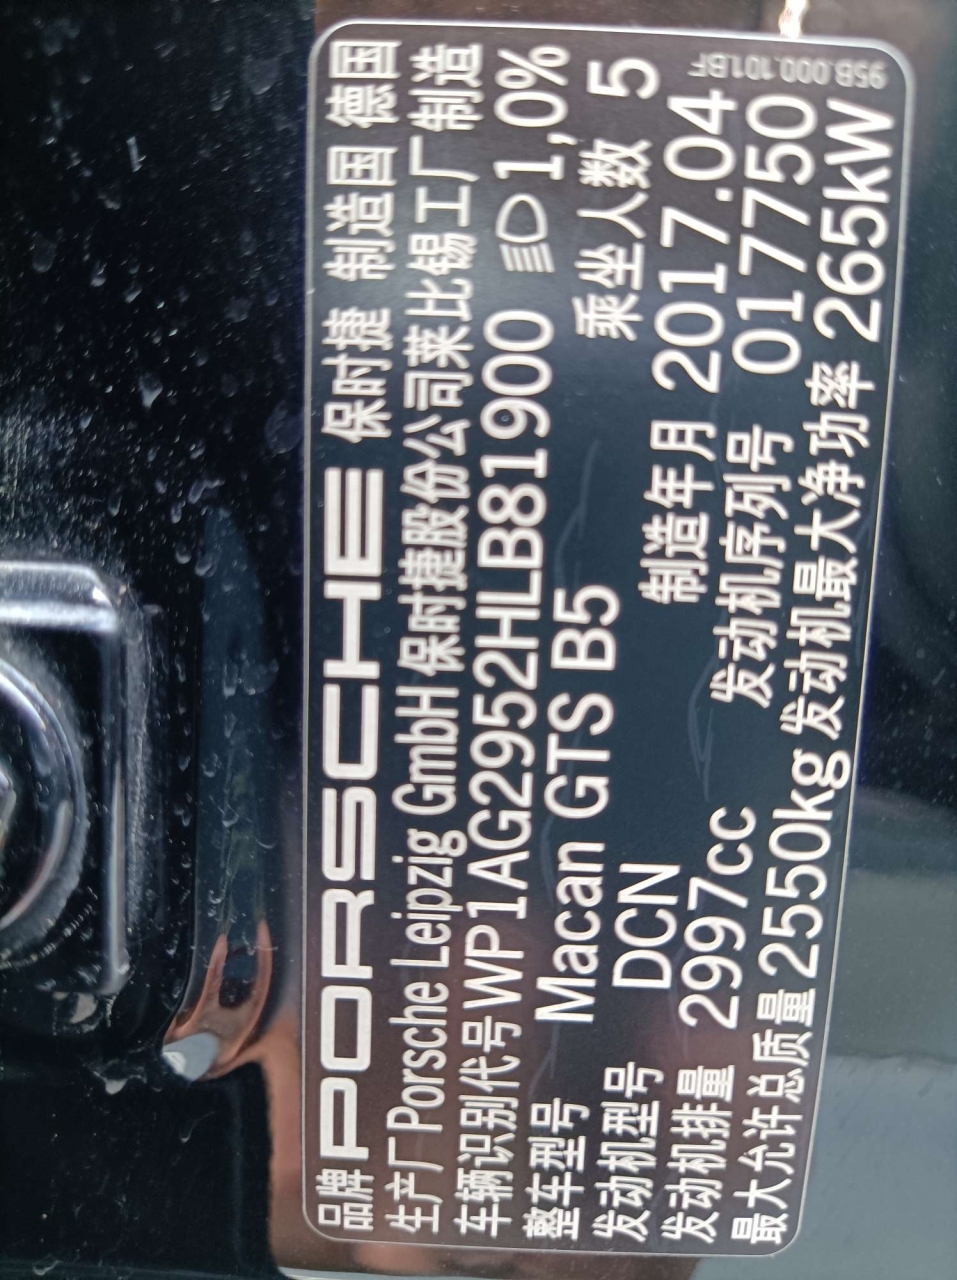 品牌 PORSCHE 保时捷 制造国 德国
生产厂 Porsche Leipzig GmbH 保时捷股份公司莱比锡工厂 制造
车辆识别代号 WP1AG2952HLB81900 1,0%
整车型号 Macan GTS B5 乘坐人数 5
发动机型号 DCN 制造年月 2017.04
发动机排量 2997cc 发动机序列号 017750
最大允许总质量 2550kg 发动机最大净功率 265kW
95B.000.101.BF